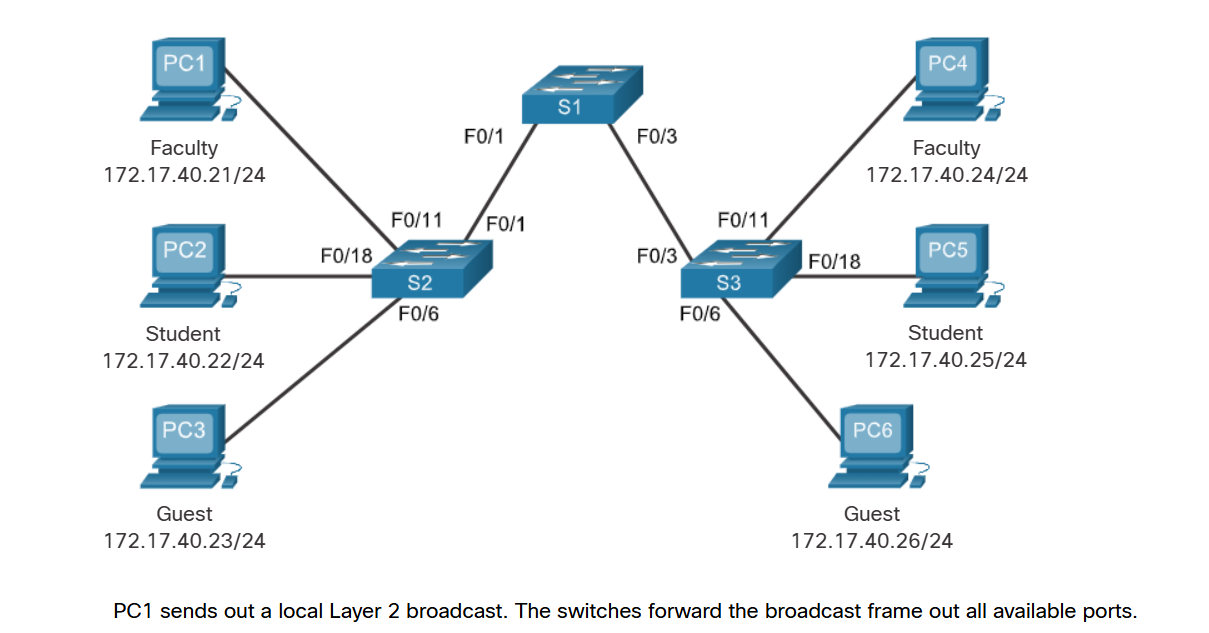 PC1
Faculty
172.17.40.21/24
PC2
Student
172.17.40.22/24
PC3
Guest
172.17.40.23/24
S1
F0/1
F0/3
F0/11
F0/1
F0/18
S2
F0/6
F0/11
F0/3
F0/18
S3
F0/6
PC4
Faculty
172.17.40.24/24
PC5
Student
172.17.40.25/24
PC6
Guest
172.17.40.26/24
PC1 sends out a local Layer 2 broadcast. The switches forward the broadcast frame out all available ports.